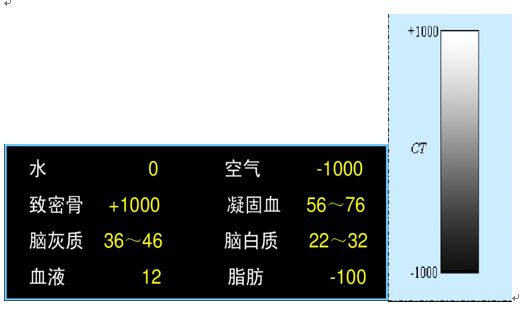 +1000
CT
-1000
水 0 空气 -1000
致密骨 +1000 凝固血 56～76
脑灰质 36～46 脑白质 22～32
血液 12 脂肪 -100